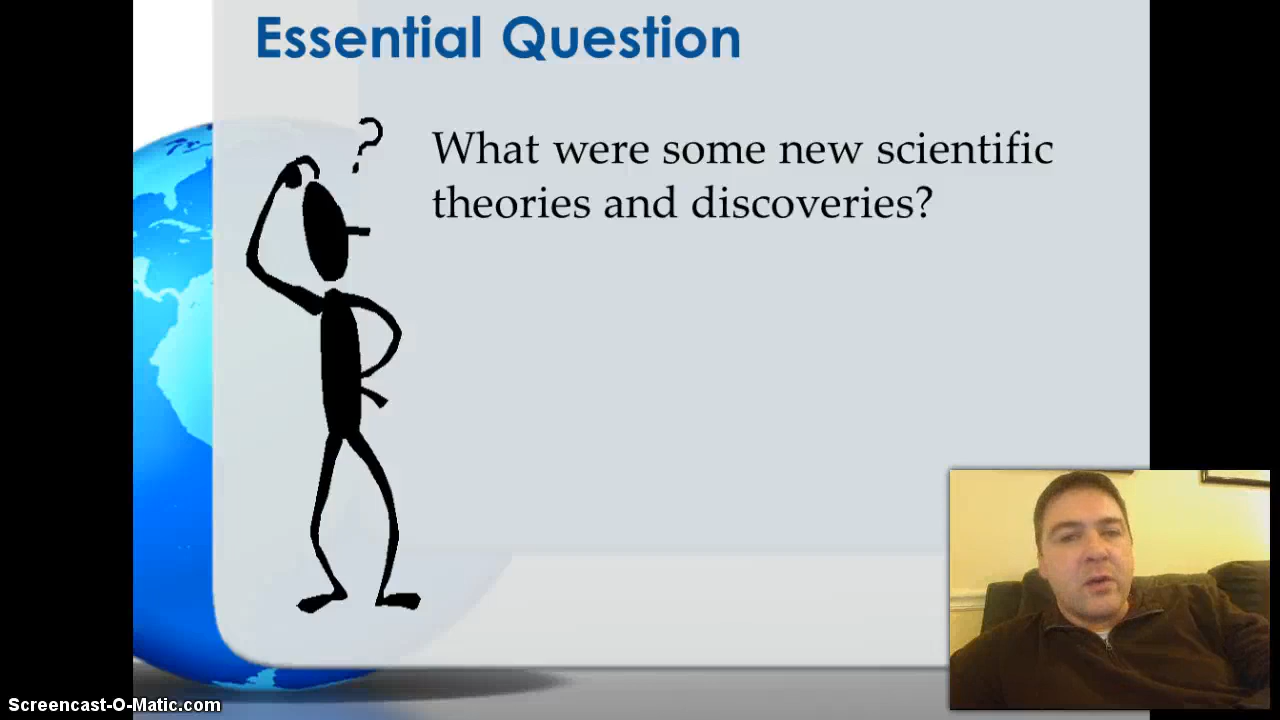 Essential Question
?
What were some new scientific
theories and discoveries?
Screencast-O-Matic.com